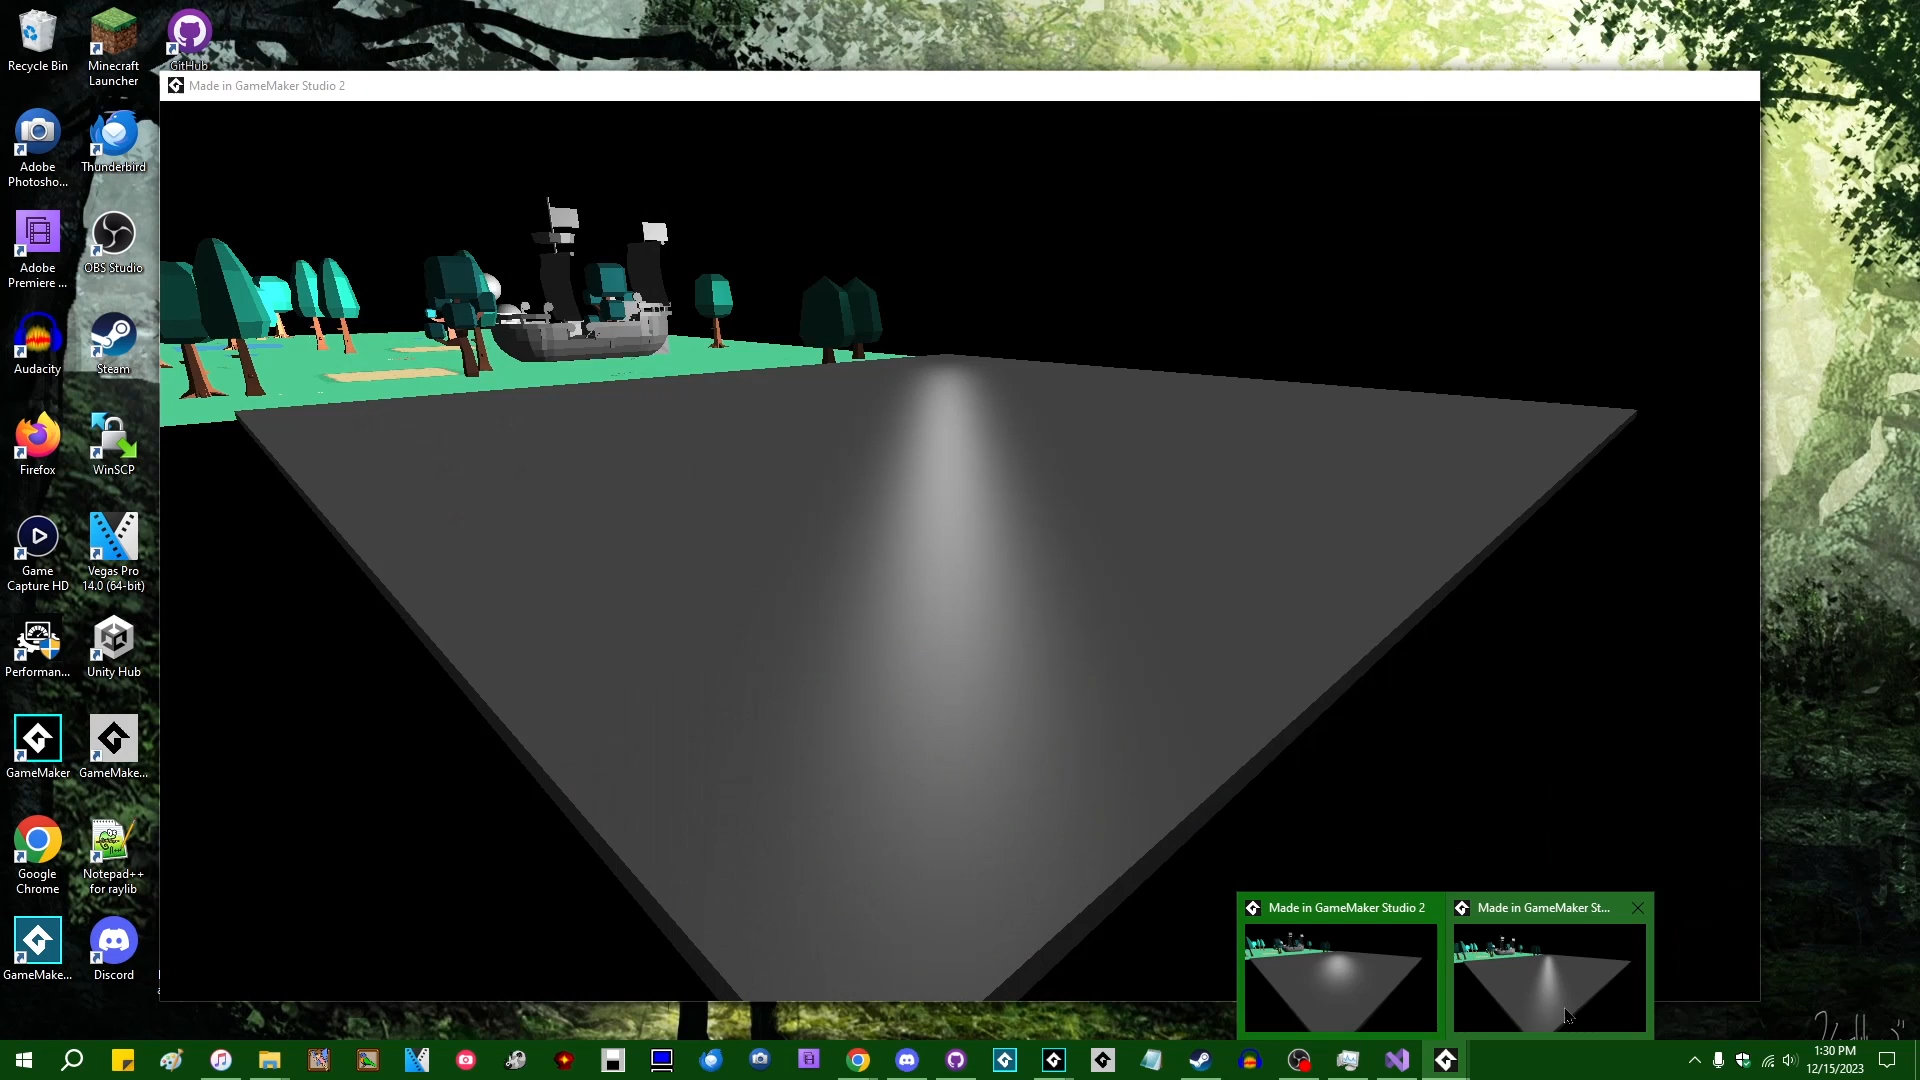 Recycle Bin
Minecraft
Launcher
GitHub
Made in GameMaker Studio 2
Adobe
Photosho...
Thunderbird
Adobe
Premiere ...
OBS Studio
Audacity
Steam
Firefox
WinSCP
Game
Capture HD
Vegas Pro
14.0 (64-bit)
Performan...
Unity Hub
GameMaker
GameMake...
Google
Chrome
Notepad++
for raylib
GameMake...
Discord
Made in GameMaker Studio 2
Made in GameMaker St...
1:30 PM
12/15/2023